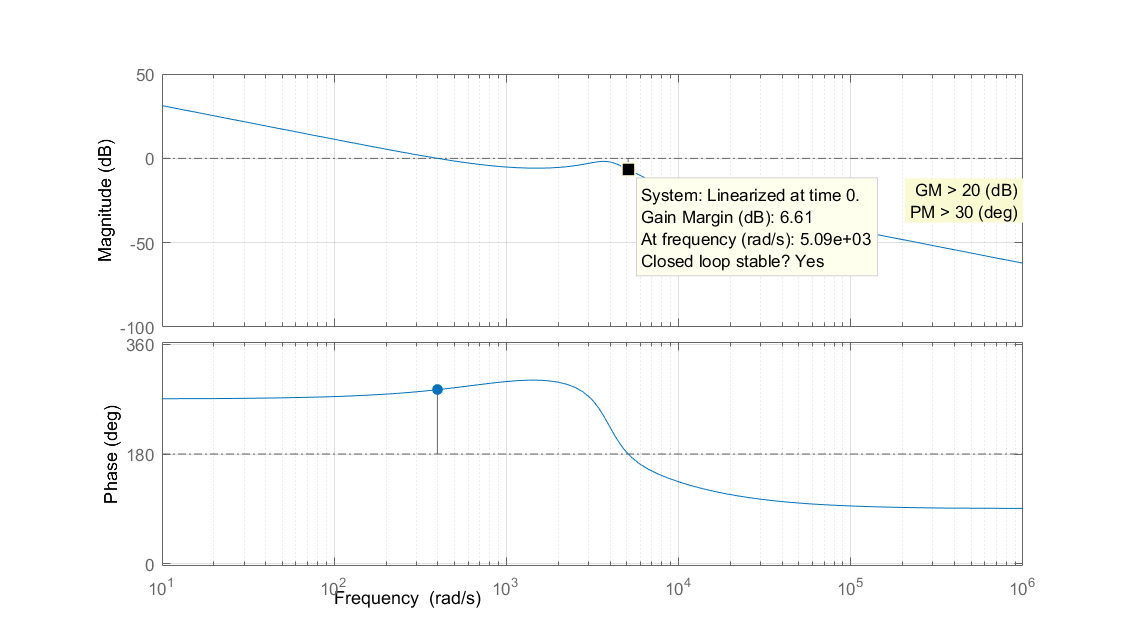 50
0
-50
-100
Magnitude (dB)
System: Linearized at time 0.
Gain Margin (dB): 6.61
At frequency (rad/s): 5.09e+03
Closed loop stable? Yes
GM > 20 (dB)
PM > 30 (deg)
360
180
0
Phase (deg)
10^1
10^2
10^3
10^4
10^5
10^6
Frequency (rad/s)